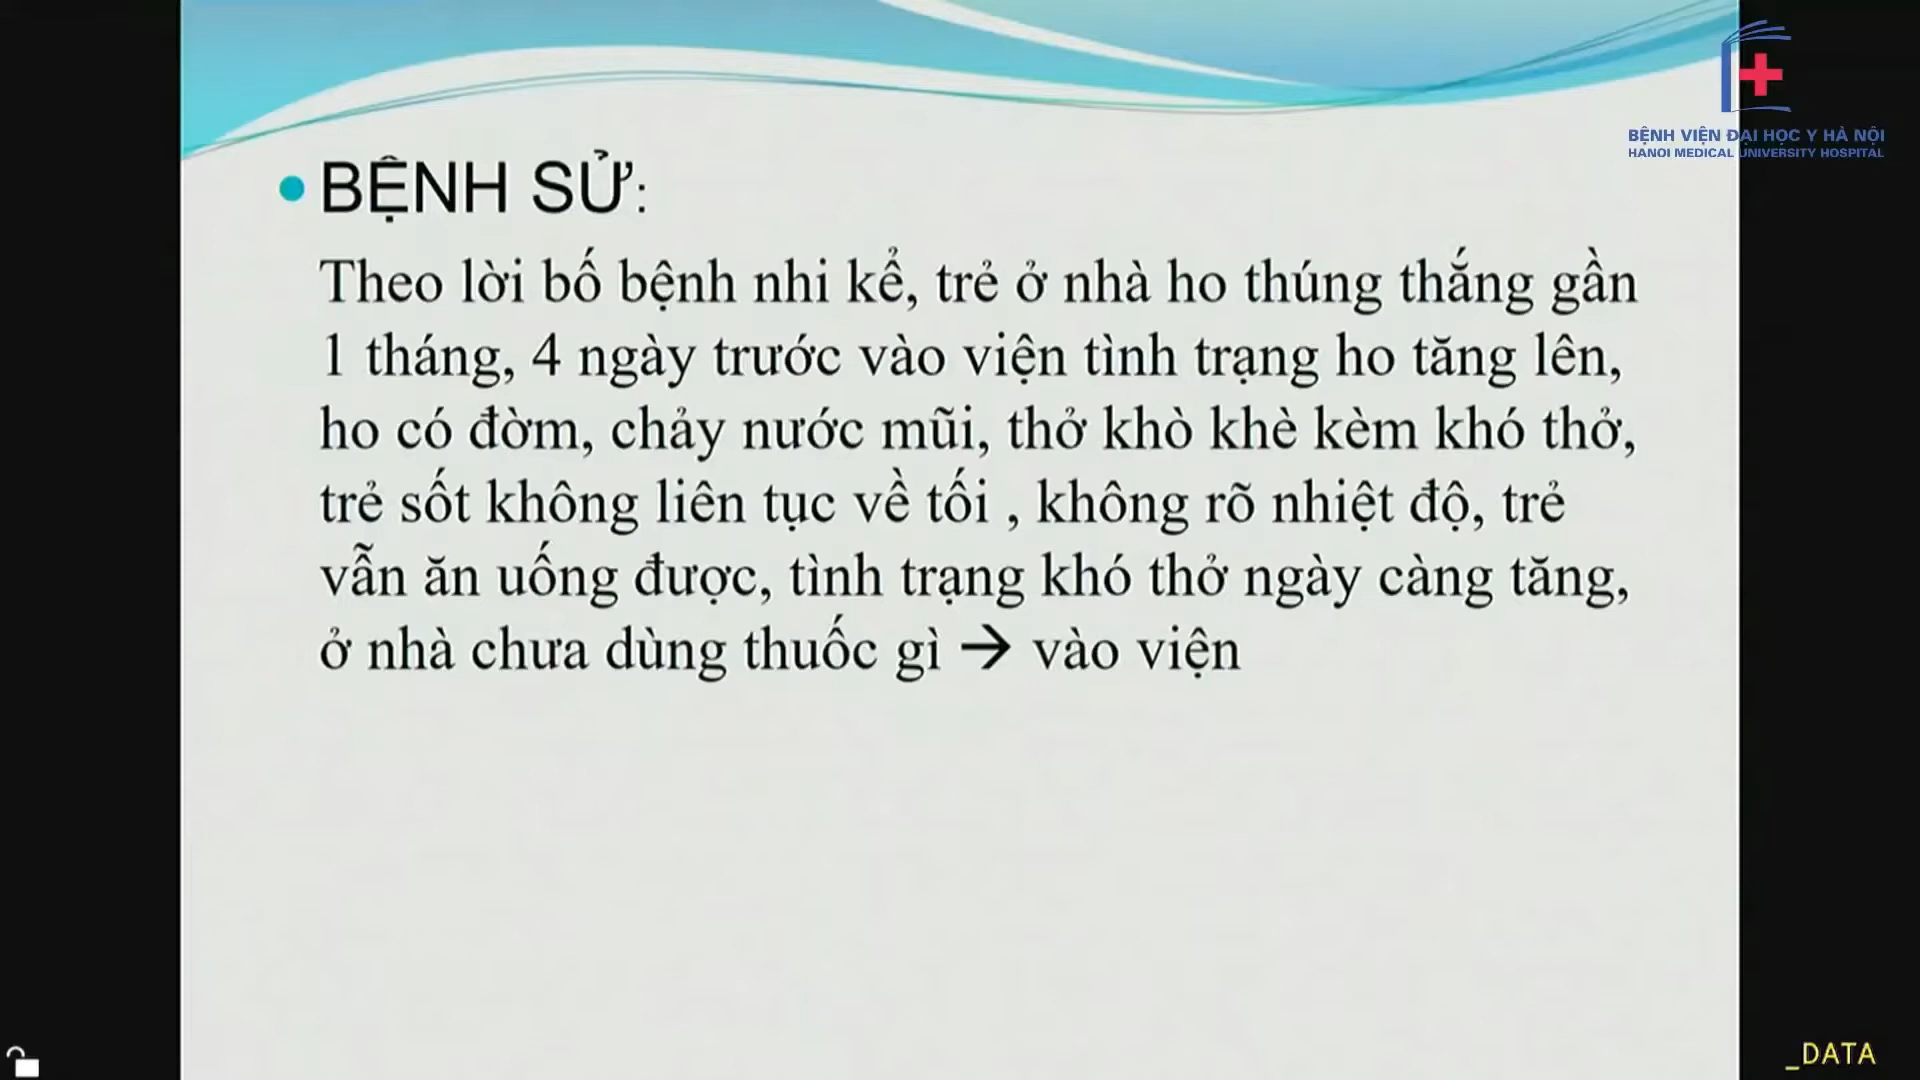 BỆNH VIỆN ĐẠI HỌC Y HÀ NỘI
HANOI MEDICAL UNIVERSITY HOSPITAL
• BỆNH SỬ:
Theo lời bố bệnh nhi kể, trẻ ở nhà ho thúng thắng gần
1 tháng, 4 ngày trước vào viện tình trạng ho tăng lên,
ho có đờm, chảy nước mũi, thở khò khè kèm khó thở,
trẻ sốt không liên tục về tối , không rõ nhiệt độ, trẻ
vẫn ăn uống được, tình trạng khó thở ngày càng tăng,
ở nhà chưa dùng thuốc gì → vào viện
_DATA